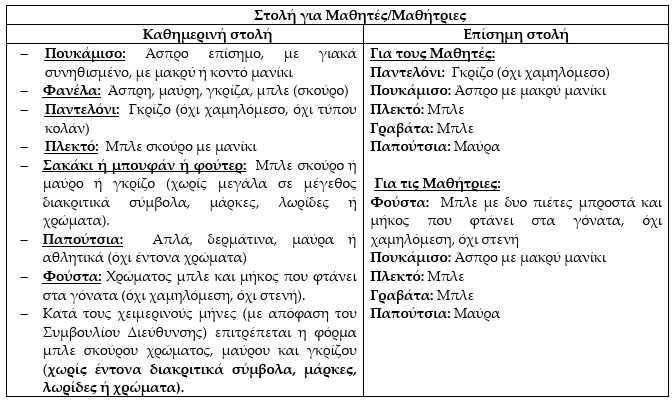 Στολή για Μαθητές/Μαθήτριες
Καθημερινή στολή
− Πουκάμισο: Άσπρο επίσημο, με γιακά
συνηθισμένο, με μακρύ ή κοντό μανίκι
− Φανέλα: Άσπρη, μαύρη, γκρίζα, μπλε (σκούρο)
− Παντελόνι: Γκρίζο (όχι χαμηλόμεσο, όχι τύπου
κολάν)
− Πλεκτό: Μπλε σκούρο με μανίκι
− Σακάκι ή μπουφάν ή φούτερ: Μπλε σκούρο ή
μαύρο ή γκρίζο (χωρίς μεγάλα σε μέγεθος
διακριτικά σύμβολα, μάρκες, λωρίδες ή
χρώματα).
− Παπούτσια: Απλά, δερμάτινα, μαύρα ή
αθλητικά (όχι έντονα χρώματα)
− Φούστα: Χρώματος μπλε και μήκος που φτάνει
στα γόνατα (όχι χαμηλόμεση, όχι στενή).
− Κατά τους χειμερινούς μήνες (με απόφαση του
Συμβουλίου Διεύθυνσης) επιτρέπεται η φόρμα
μπλε σκούρου χρώματος, μαύρου και γκρίζου
(χωρίς έντονα διακριτικά σύμβολα, μάρκες,
λωρίδες ή χρώματα).
Επίσημη στολή
Για τους Μαθητές:
Παντελόνι: Γκρίζο (όχι χαμηλόμεσο)
Πουκάμισο: Άσπρο με μακρύ μανίκι
Πλεκτό: Μπλε
Γραβάτα: Μπλε
Παπούτσια: Μαύρα
Για τις Μαθήτριες:
Φούστα: Μπλε με δυο πιέτες μπροστά και
μήκος που φτάνει στα γόνατα, όχι
χαμηλόμεση, όχι στενή
Πουκάμισο: Άσπρο με μακρύ μανίκι
Πλεκτό: Μπλε
Γραβάτα: Μπλε
Παπούτσια: Μαύρα